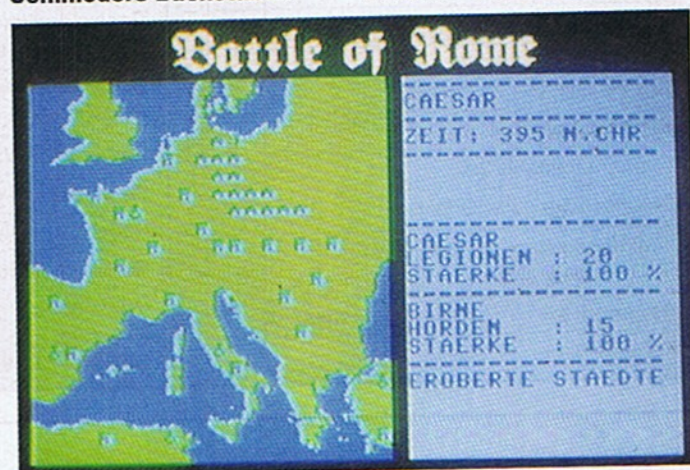 Battle of Rome
CAESAR
ZEIT: 395 N.CHR
CAESAR
LEGIONEN : 20
STAERKE : 100 %
BIRNE
HORDEN : 15
STAERKE : 100 %
EROBERTE STAEDTE